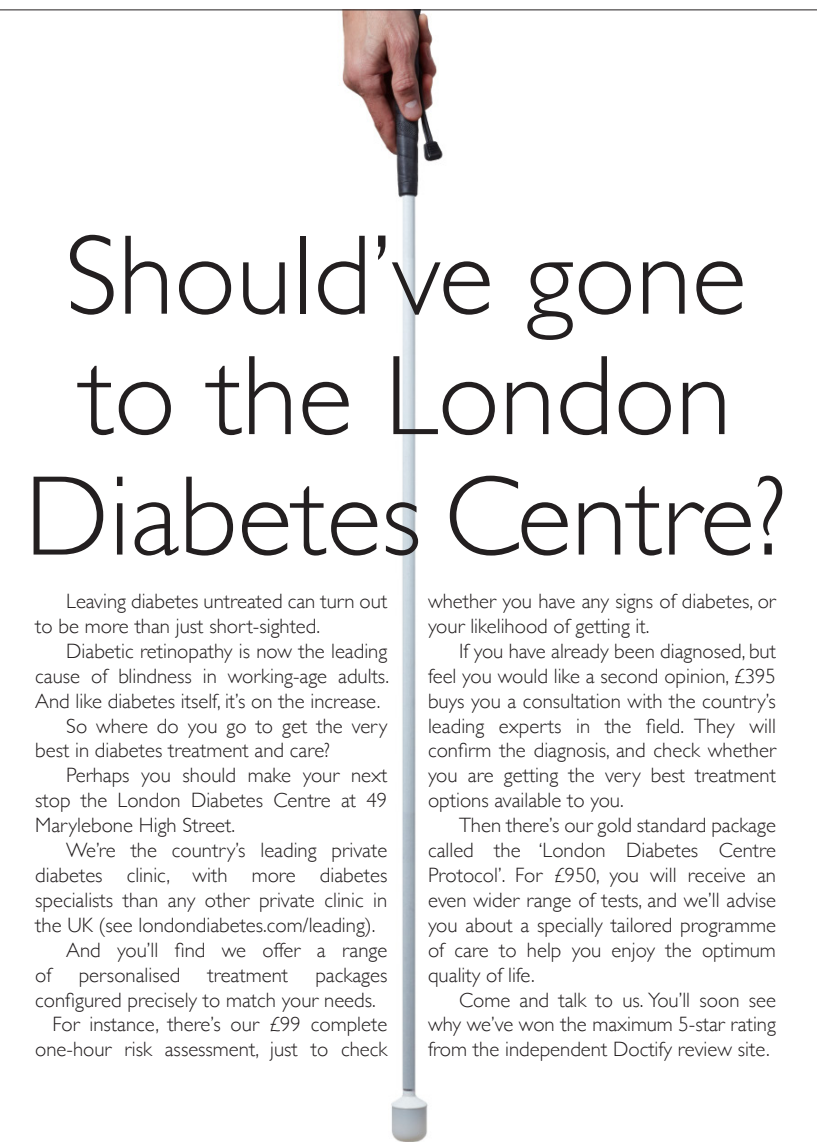 Should’ve gone
to the London
Diabetes Centre?
Leaving diabetes untreated can turn out
to be more than just short-sighted.
Diabetic retinopathy is now the leading
cause of blindness in working-age adults.
And like diabetes itself, it’s on the increase.
So where do you go to get the very
best in diabetes treatment and care?
Perhaps you should make your next
stop the London Diabetes Centre at 49
Marylebone High Street.
We’re the country’s leading private
diabetes clinic, with more diabetes
specialists than any other private clinic in
the UK (see londondiabetes.com/leading).
And you’ll find we offer a range
of personalised treatment packages
configured precisely to match your needs.
For instance, there’s our £99 complete
one-hour risk assessment, just to check
whether you have any signs of diabetes, or
your likelihood of getting it.
If you have already been diagnosed, but
feel you would like a second opinion, £395
buys you a consultation with the country’s
leading experts in the field. They will
confirm the diagnosis, and check whether
you are getting the very best treatment
options available to you.
Then there’s our gold standard package
called the ‘London Diabetes Centre
Protocol’. For £950, you will receive an
even wider range of tests, and we’ll advise
you about a specially tailored programme
of care to help you enjoy the optimum
quality of life.
Come and talk to us. You’ll soon see
why we’ve won the maximum 5-star rating
from the independent Doctify review site.